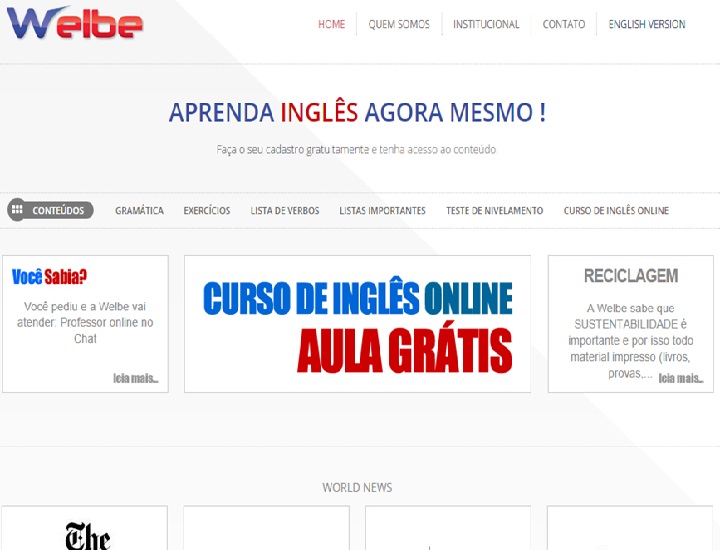 Welbe
HOME QUEM SOMOS INSTITUCIONAL CONTATO ENGLISH VERSION
APRENDA INGLÊS AGORA MESMO !
Faça o seu cadastro gratuitamente e tenha acesso ao conteúdo.
CONTEÚDOS GRAMÁTICA EXERCÍCIOS LISTA DE VERBOS LISTAS IMPORTANTES TESTE DE NIVELAMENTO CURSO DE INGLÊS ONLINE
Você Sabia?
Você pediu e a Welbe vai
atender: Professor online no
Chat
leia mais...
CURSO DE INGLÊS ONLINE
AULA GRÁTIS
RECICLAGEM
A Welbe sabe que
SUSTENTABILIDADE é
importante e por isso todo
material impresso (livros,
provas,... leia mais...
WORLD NEWS
The